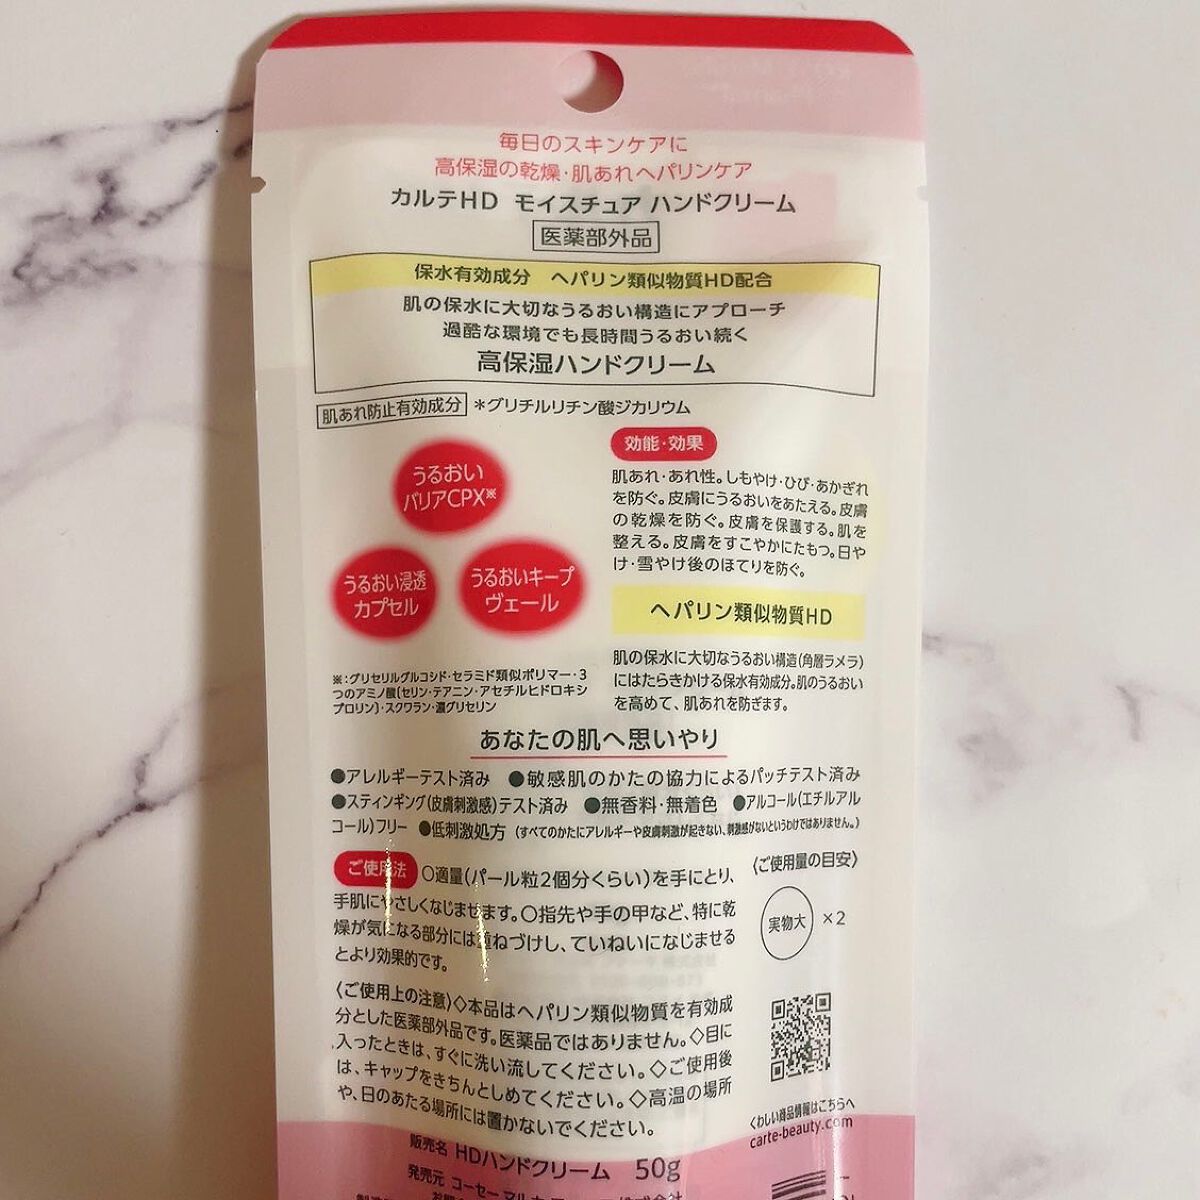 毎日のスキンケアに
高保湿の乾燥・肌あれヘパリンケア
カルテHD モイスチュア ハンドクリーム
医薬部外品
保水有効成分 ヘパリン類似物質HD配合
肌の保水に大切なうるおい構造にアプローチ
過酷な環境でも長時間うるおい続く
高保湿ハンドクリーム
肌あれ防止有効成分 *グリチルリチン酸ジカリウム
うるおい
バリアCPX※
うるおい浸透
カプセル
うるおいキープ
ヴェール
※:グリセリルグルコシド・セラミド類似ポリマー・3
つのアミノ酸(セリン・テアニン・アセチルヒドロキシ
プロリン)・スクワラン・濃グリセリン
効能・効果
肌あれ・あれ性。しもやけ・ひび・あかぎれ
を防ぐ。皮膚にうるおいをあたえる。皮膚
の乾燥を防ぐ。皮膚を保護する。肌を
整える。皮膚をすこやかにたもつ。日や
け・雪やけ後のほてりを防ぐ。
ヘパリン類似物質HD
肌の保水に大切なうるおい構造(角層ラメラ)
にはたらきかける保水有効成分。肌のうるおい
を高めて、肌あれを防ぎます。
あなたの肌へ思いやり
●アレルギーテスト済み ●敏感肌のかたの協力によるパッチテスト済み
●スティンギング(皮膚刺激感)テスト済み ●無香料・無着色 ●アルコール(エチルアル
コール)フリー ●低刺激処方 (すべてのかたにアレルギーや皮膚刺激が起きない、刺激感がないというわけではありません。)
ご使用法 ○適量(パール粒2個分くらい)を手にとり、
手肌にやさしくなじませます。○指先や手の甲など、特に乾
燥が気になる部分には重ねづけし、ていねいになじませる
とより効果的です。
〈ご使用量の目安〉
実物大 ×2
〈ご使用上の注意〉◇本品はヘパリン類似物質を有効成
分とした医薬部外品です。医薬品ではありません。◇目に
入ったときは、すぐに洗い流してください。◇ご使用後
は、キャップをきちんとしめてください。◇高温の場所
や、日のあたる場所には置かないでください。
くわしい商品情報はこちらへ
carte-beauty.com
販売名 HDハンドクリーム 50g
発売元 コーセー